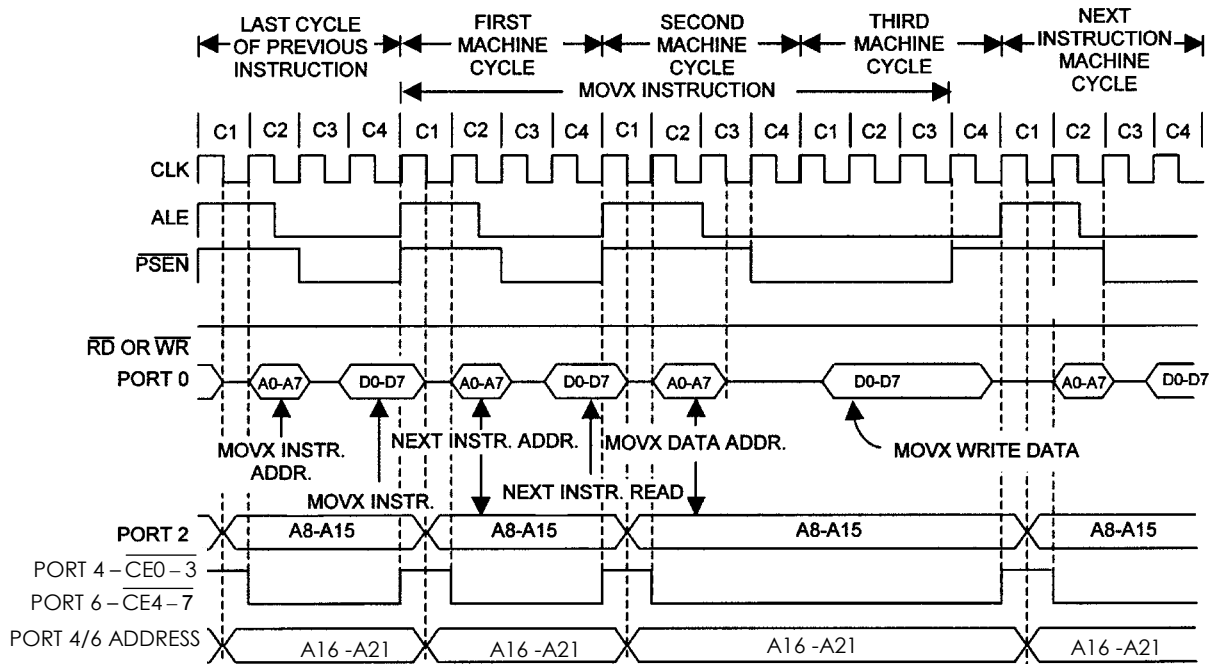 LAST CYCLE OF PREVIOUS INSTRUCTION
FIRST MACHINE CYCLE
SECOND MACHINE CYCLE
THIRD MACHINE CYCLE
NEXT INSTRUCTION MACHINE CYCLE
MOVX INSTRUCTION
C1 C2 C3 C4 C1 C2 C3 C4 C1 C2 C3 C4 C1 C2 C3 C4 C1 C2 C3 C4
CLK
ALE
PSEN
RD OR WR
PORT 0
A0-A7 D0-D7 A0-A7 D0-D7 A0-A7 D0-D7 A0-A7 D0-D7
MOVX INSTR. ADDR.
MOVX INSTR.
NEXT INSTR. ADDR.
NEXT INSTR. READ
MOVX DATA ADDR.
MOVX WRITE DATA
PORT 2
A8-A15 A8-A15 A8-A15 A8-A15
PORT 4 – CE0 – 3
PORT 6 – CE4 – 7
PORT 4/6 ADDRESS
A16 -A21 A16 -A21 A16 -A21 A16 -A21